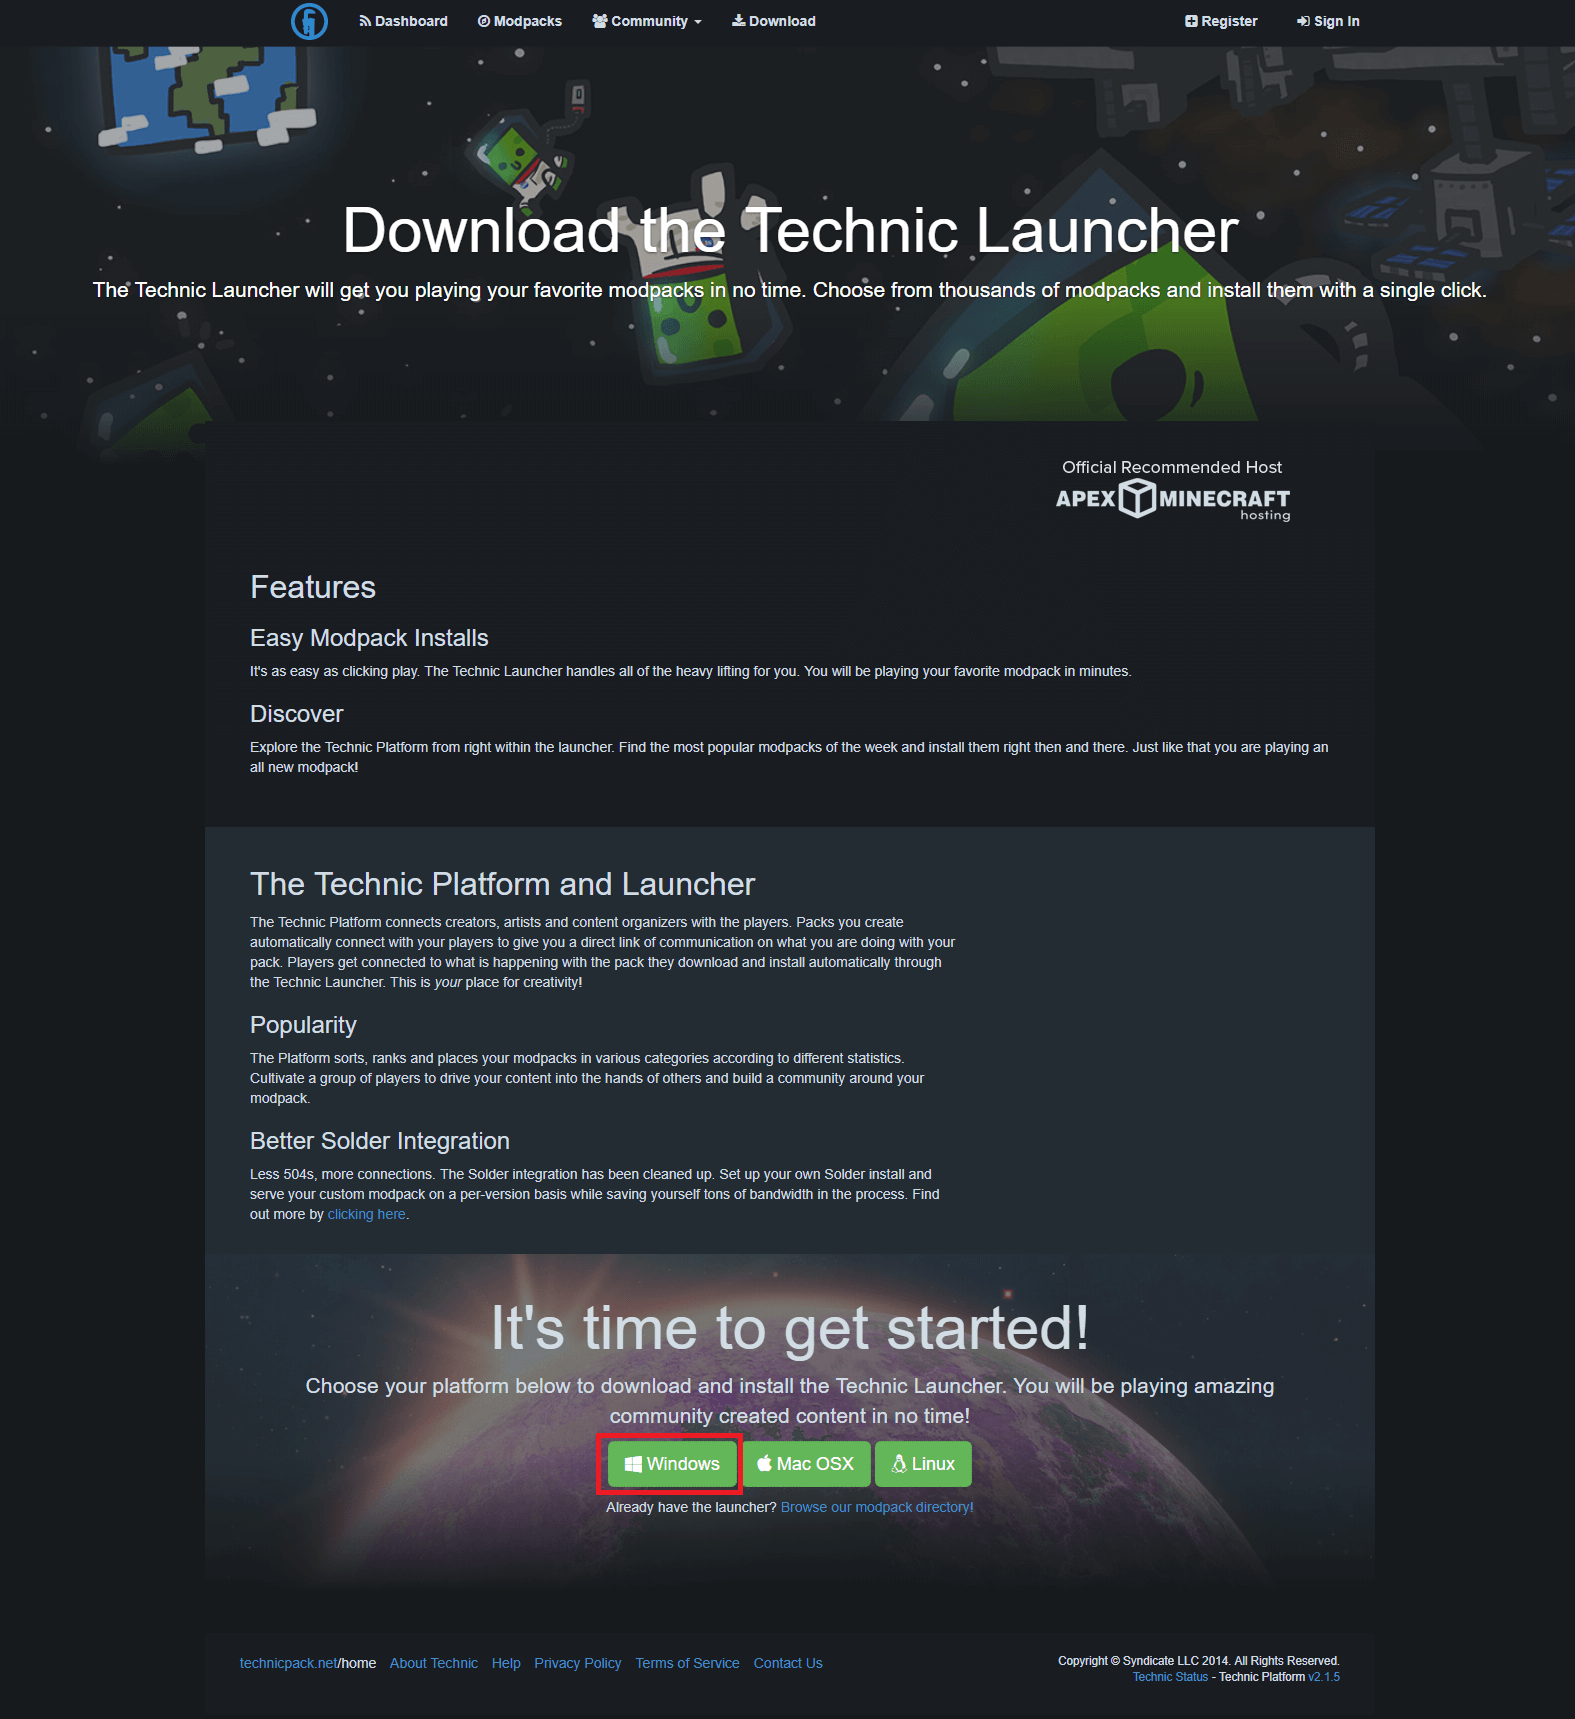 Dashboard Modpacks Community Download Register Sign In
Download the Technic Launcher
The Technic Launcher will get you playing your favorite modpacks in no time. Choose from thousands of modpacks and install them with a single click.
Official Recommended Host
APEX MINECRAFT
hosting
Features
Easy Modpack Installs
It's as easy as clicking play. The Technic Launcher handles all of the heavy lifting for you. You will be playing your favorite modpack in minutes.
Discover
Explore the Technic Platform from right within the launcher. Find the most popular modpacks of the week and install them right then and there. Just like that you are playing an
all new modpack!
The Technic Platform and Launcher
The Technic Platform connects creators, artists and content organizers with the players. Packs you create
automatically connect with your players to give you a direct link of communication on what you are doing with your
pack. Players get connected to what is happening with the pack they download and install automatically through
the Technic Launcher. This is your place for creativity!
Popularity
The Platform sorts, ranks and places your modpacks in various categories according to different statistics.
Cultivate a group of players to drive your content into the hands of others and build a community around your
modpack.
Better Solder Integration
Less 504s, more connections. The Solder integration has been cleaned up. Set up your own Solder install and
serve your custom modpack on a per-version basis while saving yourself tons of bandwidth in the process. Find
out more by clicking here.
It's time to get started!
Choose your platform below to download and install the Technic Launcher. You will be playing amazing
community created content in no time!
Windows Mac OSX Linux
Already have the launcher? Browse our modpack directory!
technicpack.net/home About Technic Help Privacy Policy Terms of Service Contact Us
Copyright © Syndicate LLC 2014. All Rights Reserved.
Technic Status - Technic Platform v2.1.5